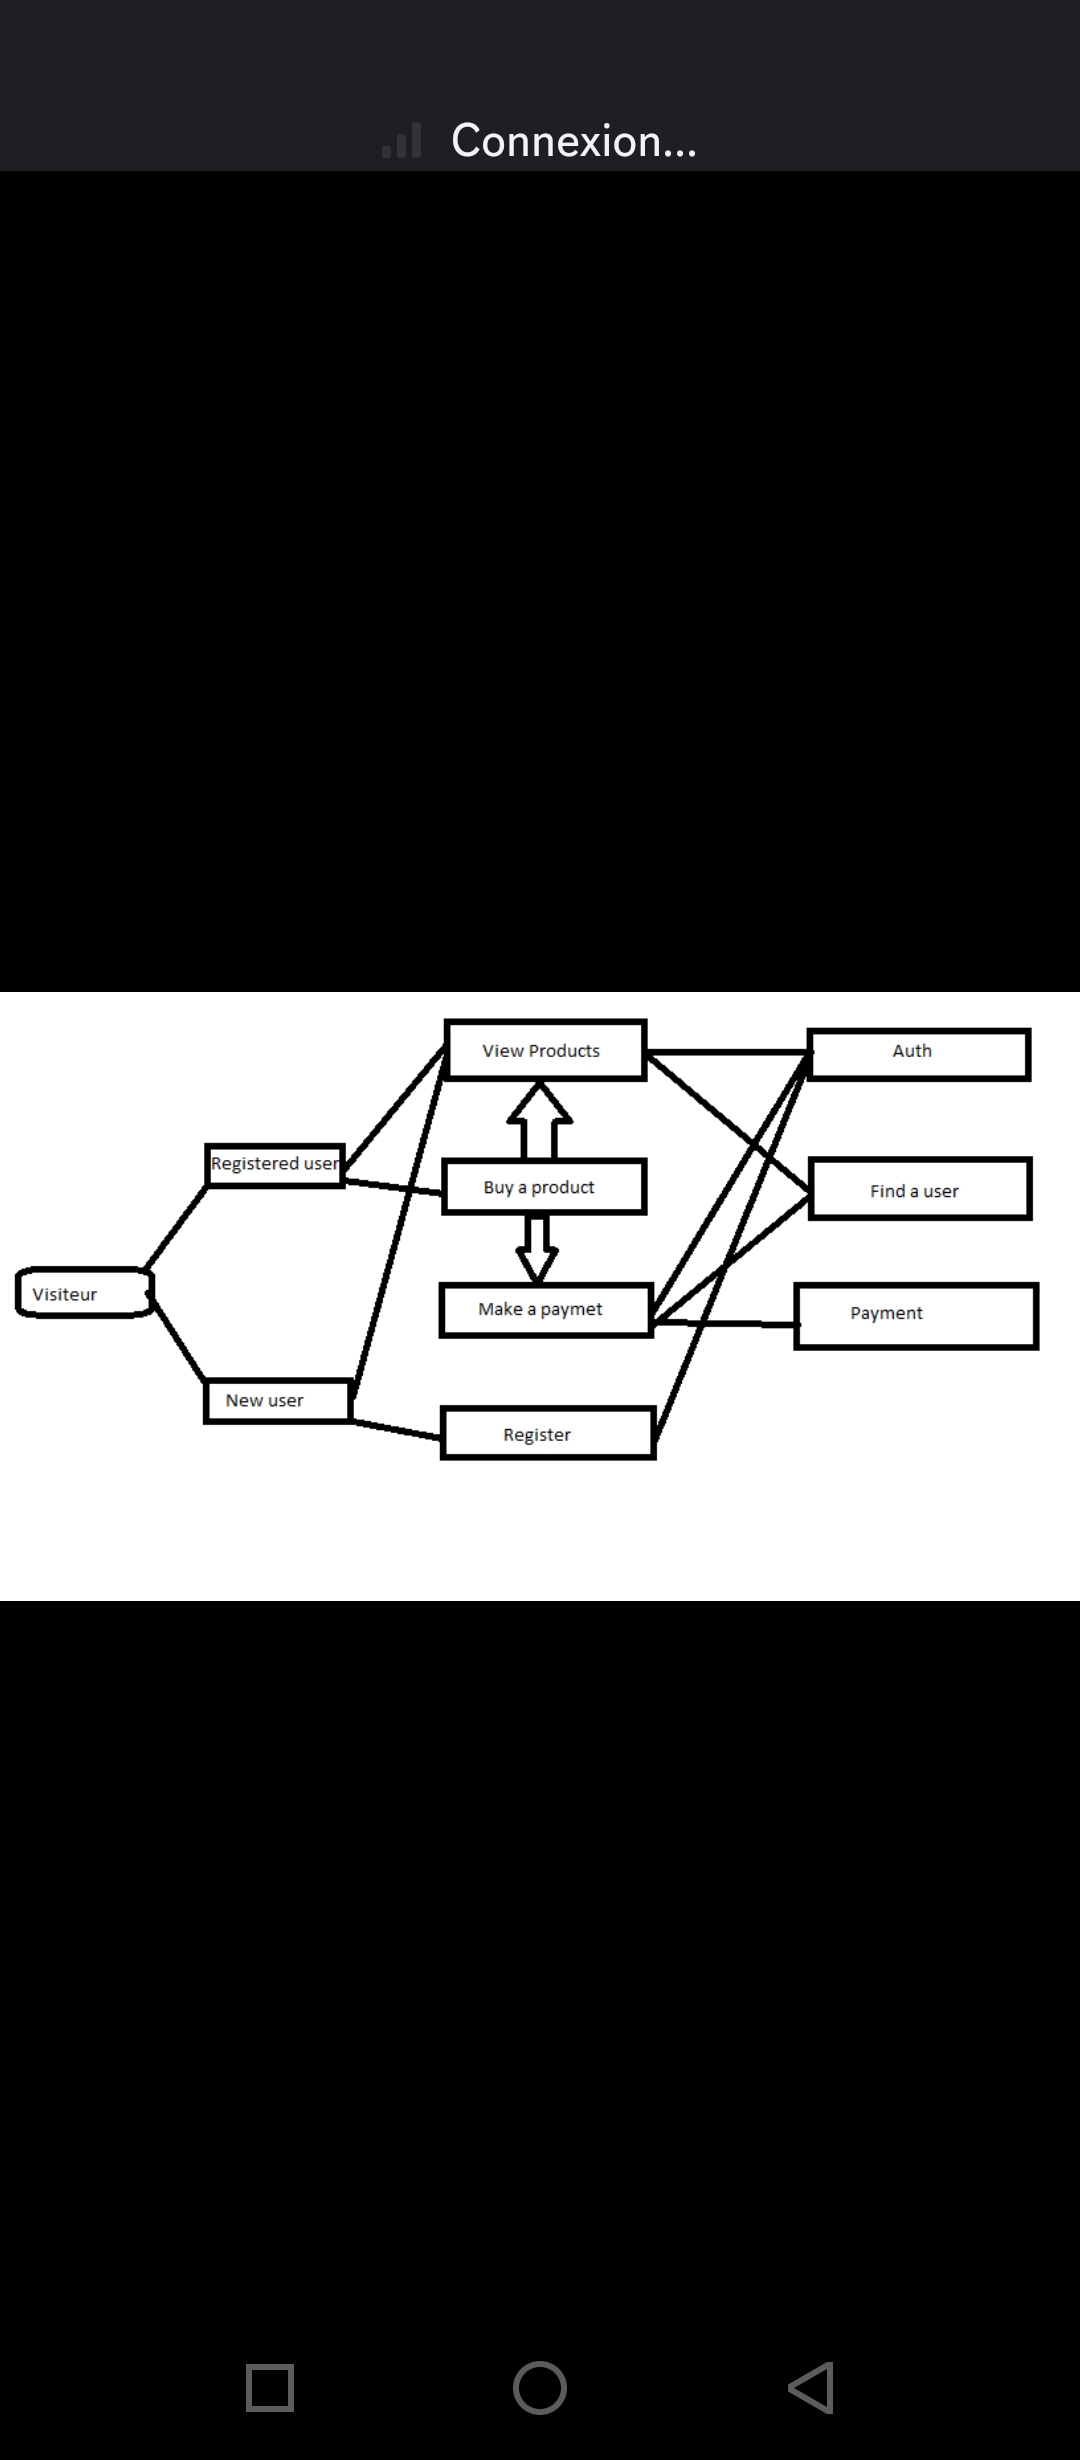 Connexion...
View Products
Auth
Registered user
Buy a product
Find a user
Visiteur
Make a paymet
Payment
New user
Register